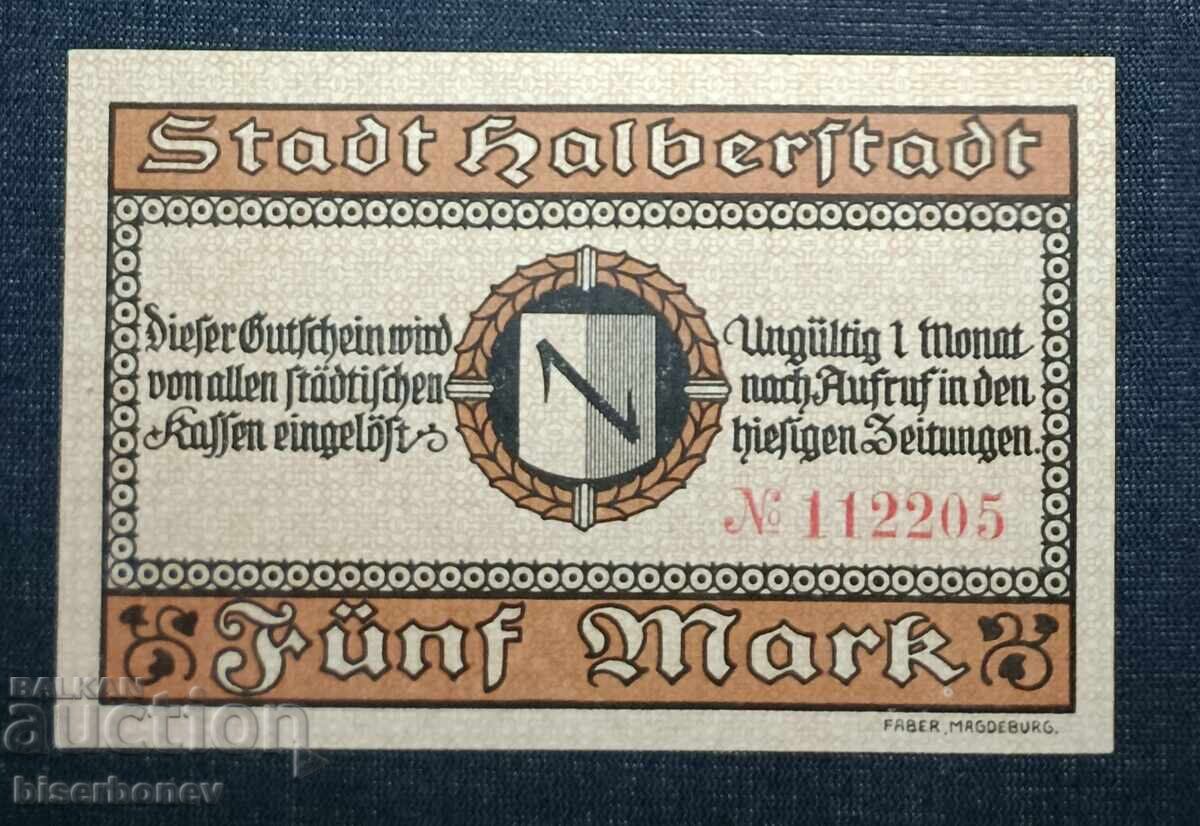 Stadt Halberstadt
Dieser Gutschein wird
von allen städtischen
Kassen eingelöst
Ungültig 1 Monat
nach Aufruf in den
hiesigen Zeitungen.
№ 112205
Fünf Mark
FABER, MAGDEBURG.
BALKAN
auction
biserbonev